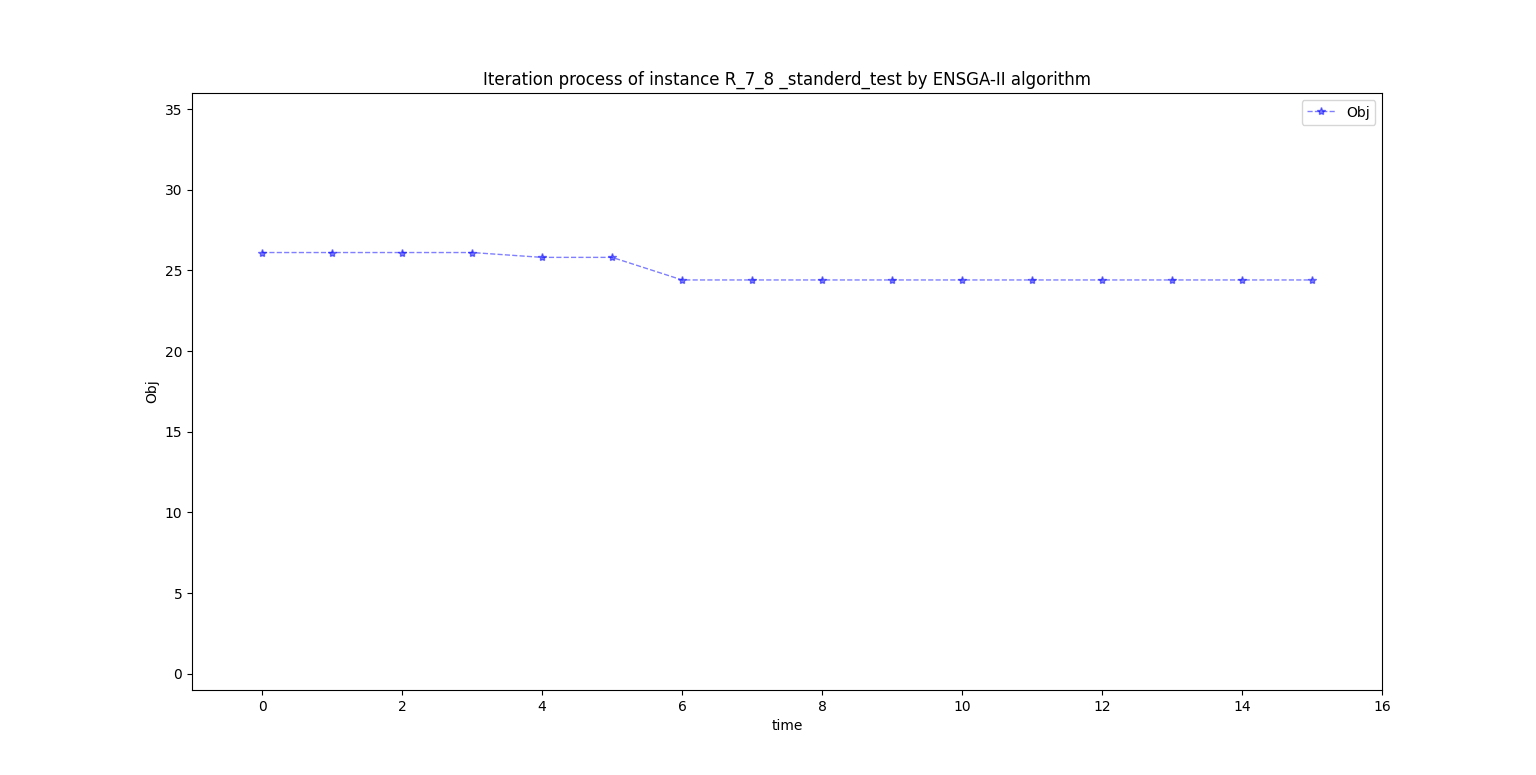 Iteration process of instance R_7_8 _standerd_test by ENSGA-II algorithm
Obj
35
30
25
20
15
10
5
0
Obj
0 2 4 6 8 10 12 14 16
time